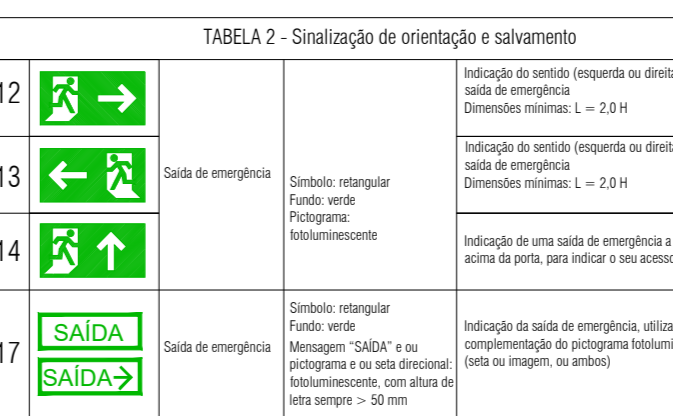 TABELA 2 - Sinalização de orientação e salvamento
12
Saída de emergência
Símbolo: retangular
Fundo: verde
Pictograma:
fotoluminescente
Indicação do sentido (esquerda ou direita
saída de emergência
Dimensões mínimas: L = 2,0 H
13
Indicação do sentido (esquerda ou direita
saída de emergência
Dimensões mínimas: L = 2,0 H
14
Indicação de uma saída de emergência a
acima da porta, para indicar o seu acesso
17
SAÍDA
SAÍDA
Saída de emergência
Símbolo: retangular
Fundo: verde
Mensagem “SAÍDA” e ou
pictograma e ou seta direcional:
fotoluminescente, com altura de
letra sempre > 50 mm
Indicação da saída de emergência, utiliza
complementação do pictograma fotolumi
(seta ou imagem, ou ambos)